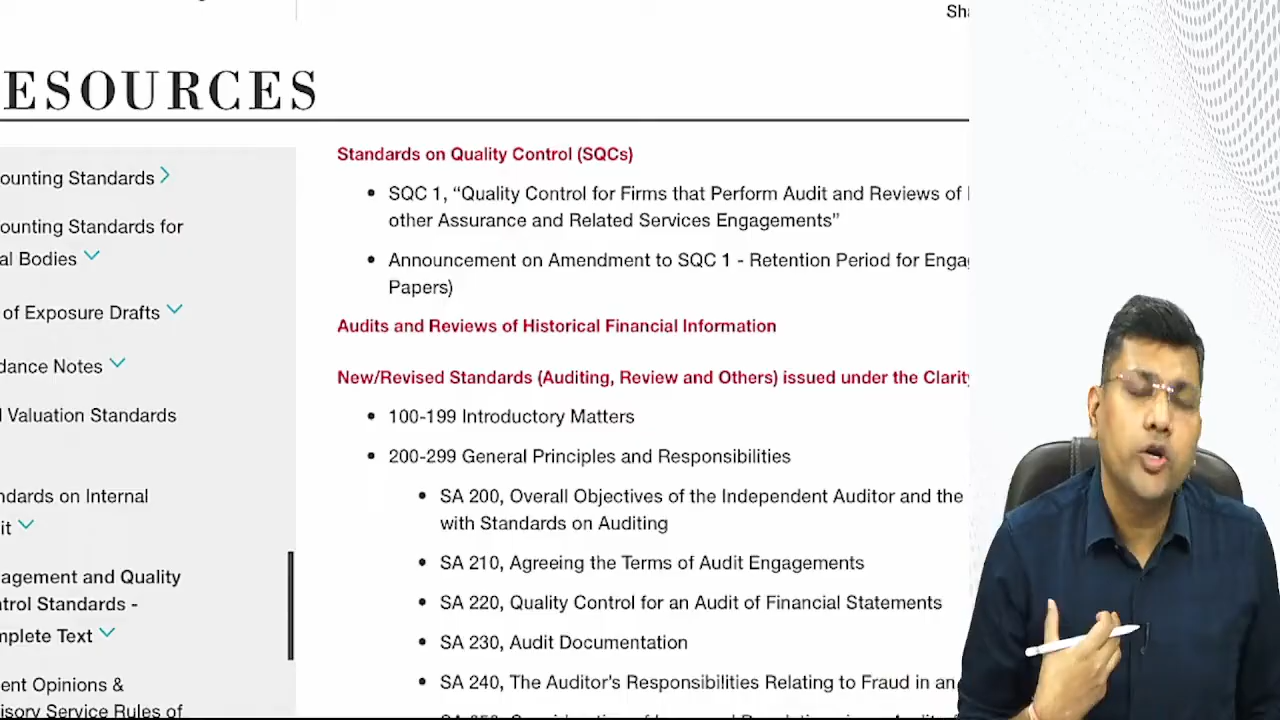 ESOURCES
ounting Standards
ounting Standards for
al Bodies
of Exposure Drafts
dance Notes
Valuation Standards
ndards on Internal
it
agement and Quality
trol Standards -
mplete Text
ent Opinions &
isory Service Rules of
Standards on Quality Control (SQCs)
• SQC 1, “Quality Control for Firms that Perform Audit and Reviews of
other Assurance and Related Services Engagements”
• Announcement on Amendment to SQC 1 - Retention Period for Enga
Papers)
Audits and Reviews of Historical Financial Information
New/Revised Standards (Auditing, Review and Others) issued under the Clarity
• 100-199 Introductory Matters
• 200-299 General Principles and Responsibilities
• SA 200, Overall Objectives of the Independent Auditor and the
with Standards on Auditing
• SA 210, Agreeing the Terms of Audit Engagements
• SA 220, Quality Control for an Audit of Financial Statements
• SA 230, Audit Documentation
• SA 240, The Auditor's Responsibilities Relating to Fraud in an